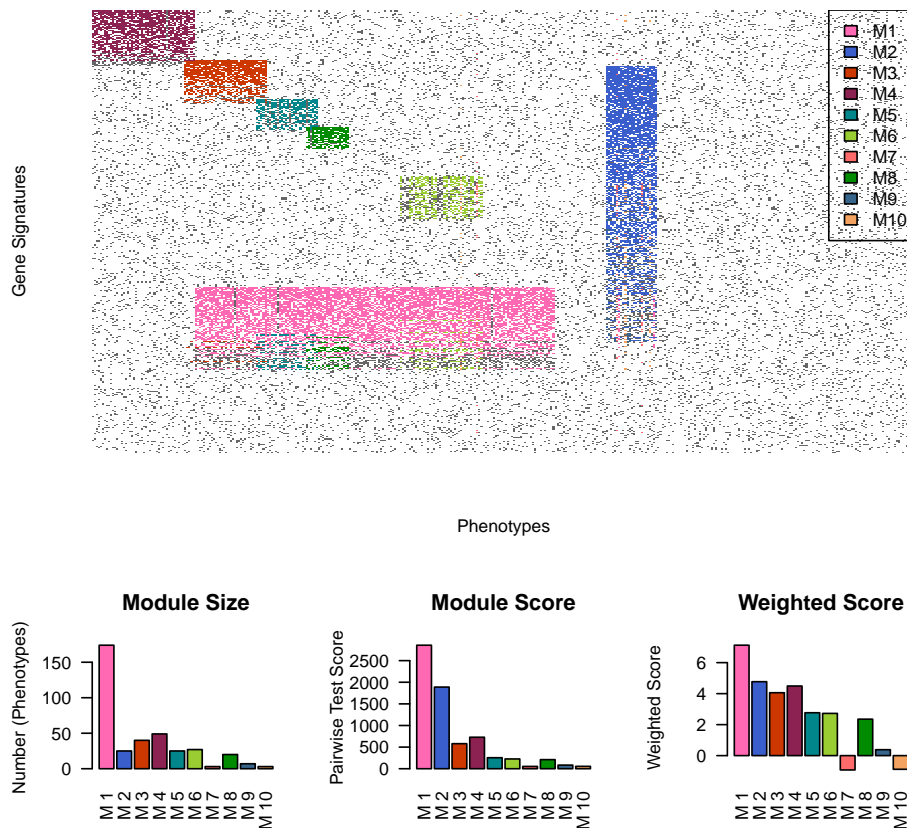 M1
M2
M3
M4
M5
M6
M7
M8
M9
M10
Gene Signatures
Phenotypes
Module Size
Number (Phenotypes)
150
100
50
0
M 1
M 2
M 3
M 4
M 5
M 6
M 7
M 8
M 9
M 10
Module Score
Pairwise Test Score
2500
2000
1500
1000
500
0
M 1
M 2
M 3
M 4
M 5
M 6
M 7
M 8
M 9
M 10
Weighted Score
Weighted Score
6
4
2
0
M 1
M 2
M 3
M 4
M 5
M 6
M 7
M 8
M 9
M 10